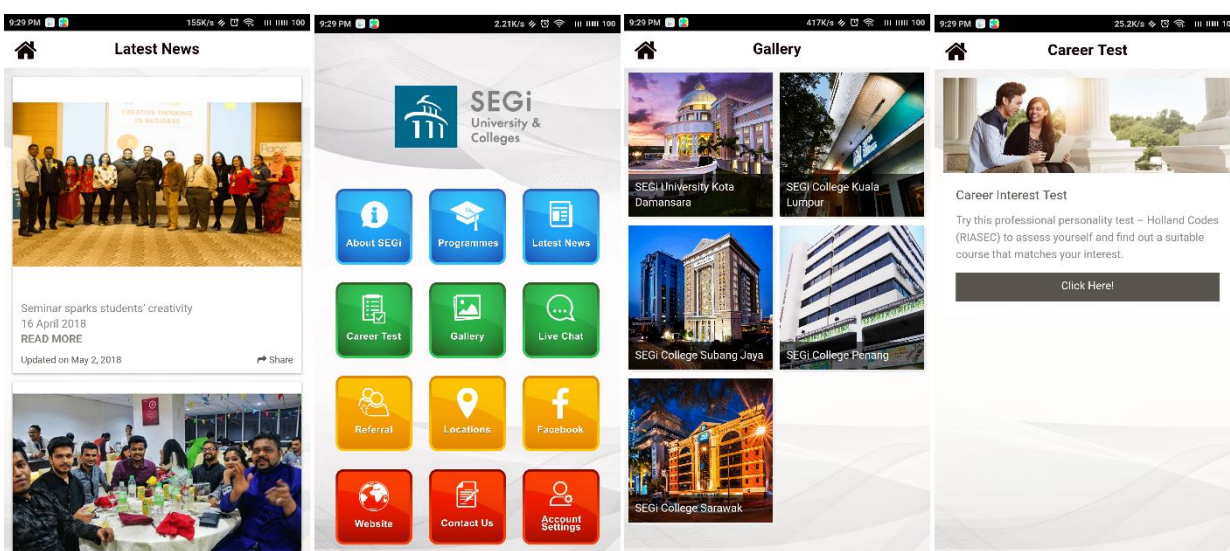 9:29 PM
155K/s
100
Latest News
CREATIVE THINKING
IN BUSINESS
Seminar sparks students' creativity
16 April 2018
READ MORE
Updated on May 2, 2018
Share
9:29 PM
2.21K/s
100
SEGi
University &
Colleges
About SEGi
Programmes
Latest News
Career Test
Gallery
Live Chat
Referral
Locations
Facebook
Website
Contact Us
Account
Settings
9:29 PM
417K/s
100
Gallery
SEGi University Kota
Damansara
SEGi College Kuala
Lumpur
SEGi College Subang Jaya
SEGi College Penang
SEGi College Sarawak
9:29 PM
25.2K/s
Career Test
Career Interest Test
Try this professional personality test – Holland Codes
(RIASEC) to assess yourself and find out a suitable
course that matches your interest.
Click Here!